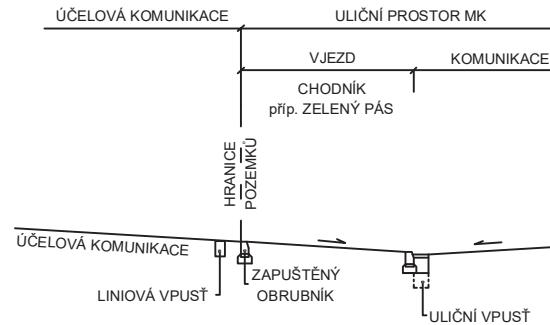 ÚČELOVÁ KOMUNIKACE
ULIČNÍ PROSTOR MK
VJEZD
KOMUNIKACE
CHODNÍK
příp. ZELENÝ PÁS
HRANICE
POZEMKŮ
ÚČELOVÁ KOMUNIKACE
ZAPUŠTĚNÝ
OBRUBNÍK
LINIOVÁ VPUSŤ
ULIČNÍ VPUSŤ